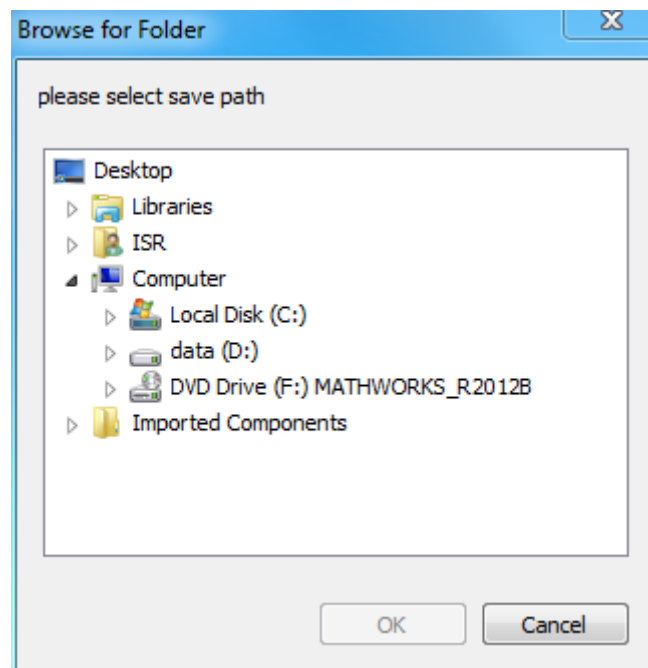 Browse for Folder
please select save path
Desktop
Libraries
ISR
Computer
Local Disk (C:)
data (D:)
DVD Drive (F:) MATHWORKS_R2012B
Imported Components
OK Cancel